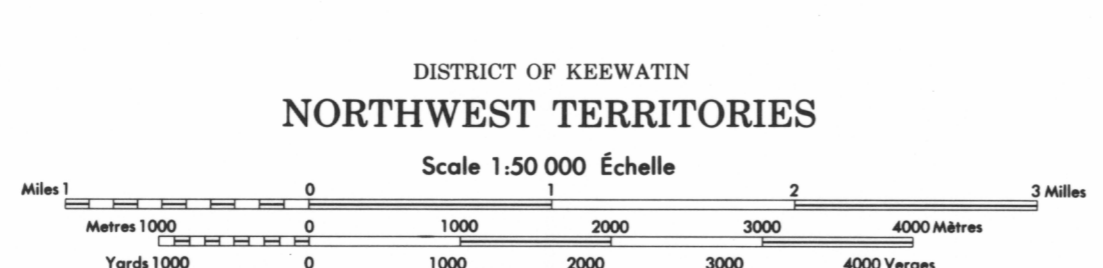 DISTRICT OF KEEWATIN
NORTHWEST TERRITORIES
Scale 1:50 000 Échelle
Miles 1 0 1 2 3 Milles
Metres 1000 0 1000 2000 3000 4000 Mètres
Yards 1000 0 1000 2000 3000 4000 Verges